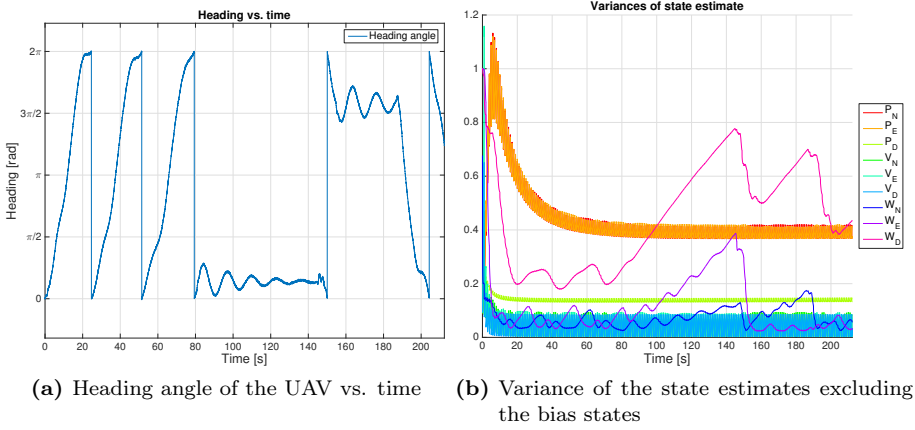 Heading vs. time
Heading angle
2π
3π/2
π
π/2
0
Heading [rad]
0 20 40 60 80 100 120 140 160 180 200
Time [s]
(a) Heading angle of the UAV vs. time
Variances of state estimate
1.2
1
0.8
0.6
0.4
0.2
0
0 20 40 60 80 100 120 140 160 180 200
Time [s]
P_N
P_E
P_D
V_N
V_E
V_D
W_N
W_E
W_D
(b) Variance of the state estimates excluding
the bias states